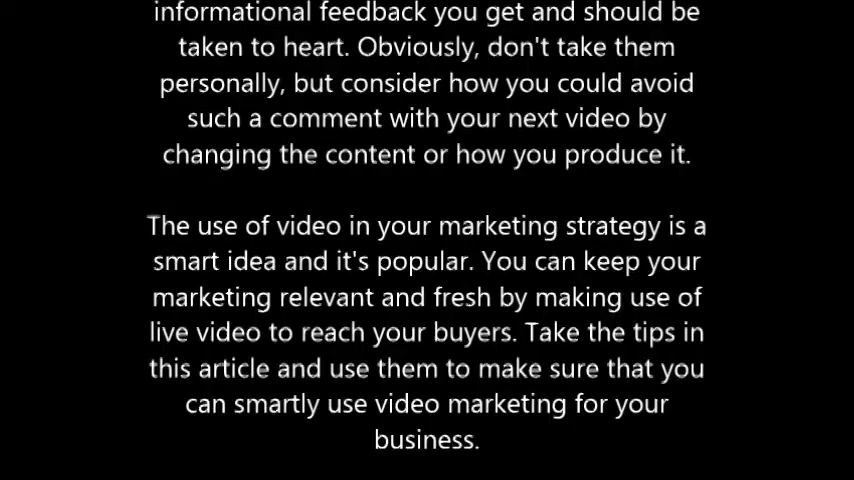 informational feedback you get and should be
taken to heart. Obviously, don't take them
personally, but consider how you could avoid
such a comment with your next video by
changing the content or how you produce it.
The use of video in your marketing strategy is a
smart idea and it's popular. You can keep your
marketing relevant and fresh by making use of
live video to reach your buyers. Take the tips in
this article and use them to make sure that you
can smartly use video marketing for your
business.